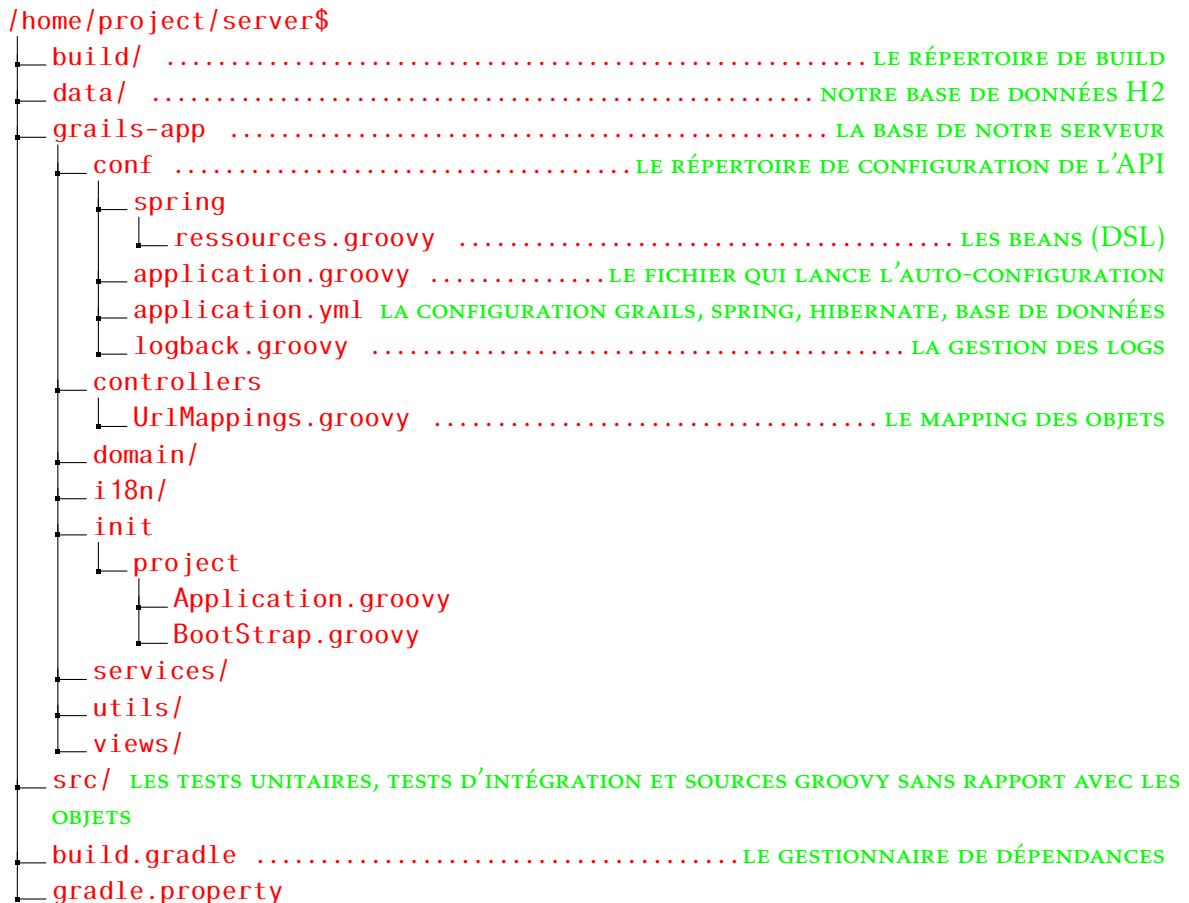 /home/project/server$
build/ ..................................................... LE RÉPERTOIRE DE BUILD
data/ ................................................... NOTRE BASE DE DONNÉES H2
grails-app .............................................. LA BASE DE NOTRE SERVEUR
conf ................................... LE RÉPERTOIRE DE CONFIGURATION DE L'API
spring
ressources.groovy ...................................... LES BEANS (DSL)
application.groovy ............. LE FICHIER QUI LANCE L'AUTO-CONFIGURATION
application.yml LA CONFIGURATION GRAILS, SPRING, HIBERNATE, BASE DE DONNÉES
logback.groovy ......................................... LA GESTION DES LOGS
controllers
UrlMappings.groovy .................................. LE MAPPING DES OBJETS
domain/
i18n/
init
project
Application.groovy
BootStrap.groovy
services/
utils/
views/
src/ LES TESTS UNITAIRES, TESTS D'INTÉGRATION ET SOURCES GROOVY SANS RAPPORT AVEC LES
OBJETS
build.gradle ..................................... LE GESTIONNAIRE DE DÉPENDANCES
gradle.property